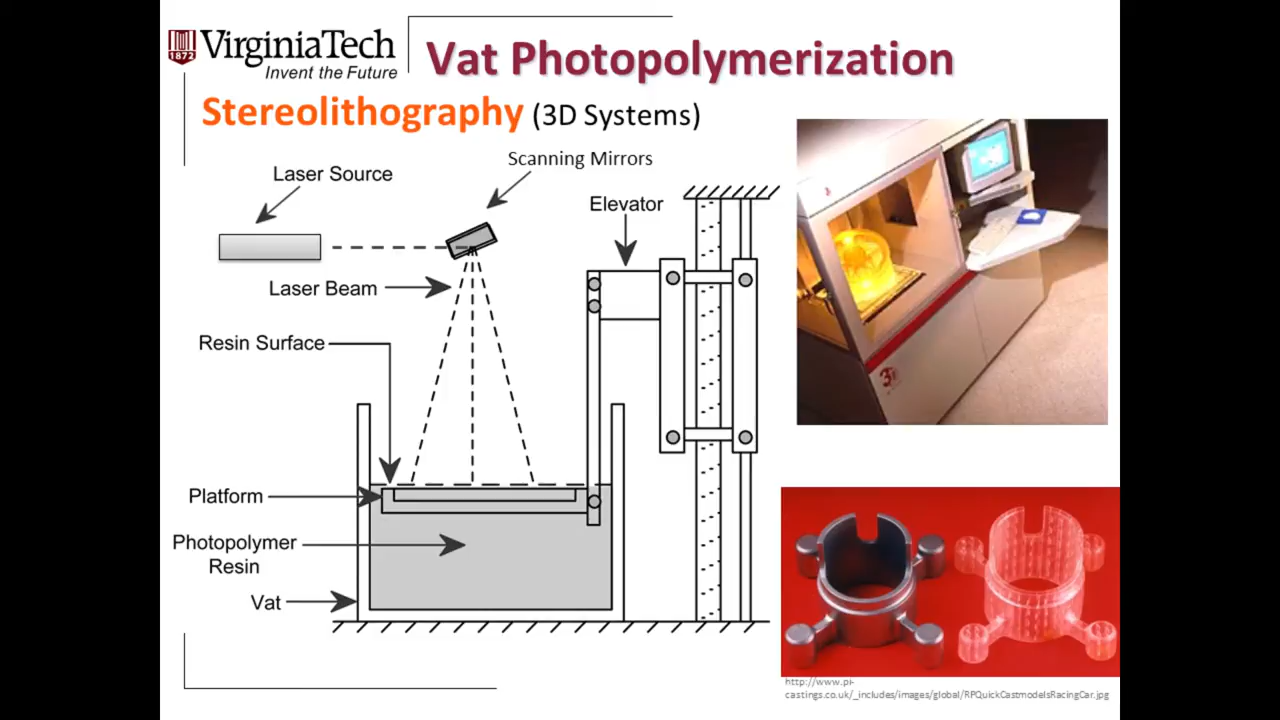 VirginiaTech
1872
Invent the Future
Vat Photopolymerization
Stereolithography (3D Systems)
Scanning Mirrors
Laser Source
Elevator
Laser Beam
Resin Surface
Platform
Photopolymer
Resin
Vat
http://www.pi-
castings.co.uk/_includes/images/global/RPQuickCastmodelsRacingCar.jpg